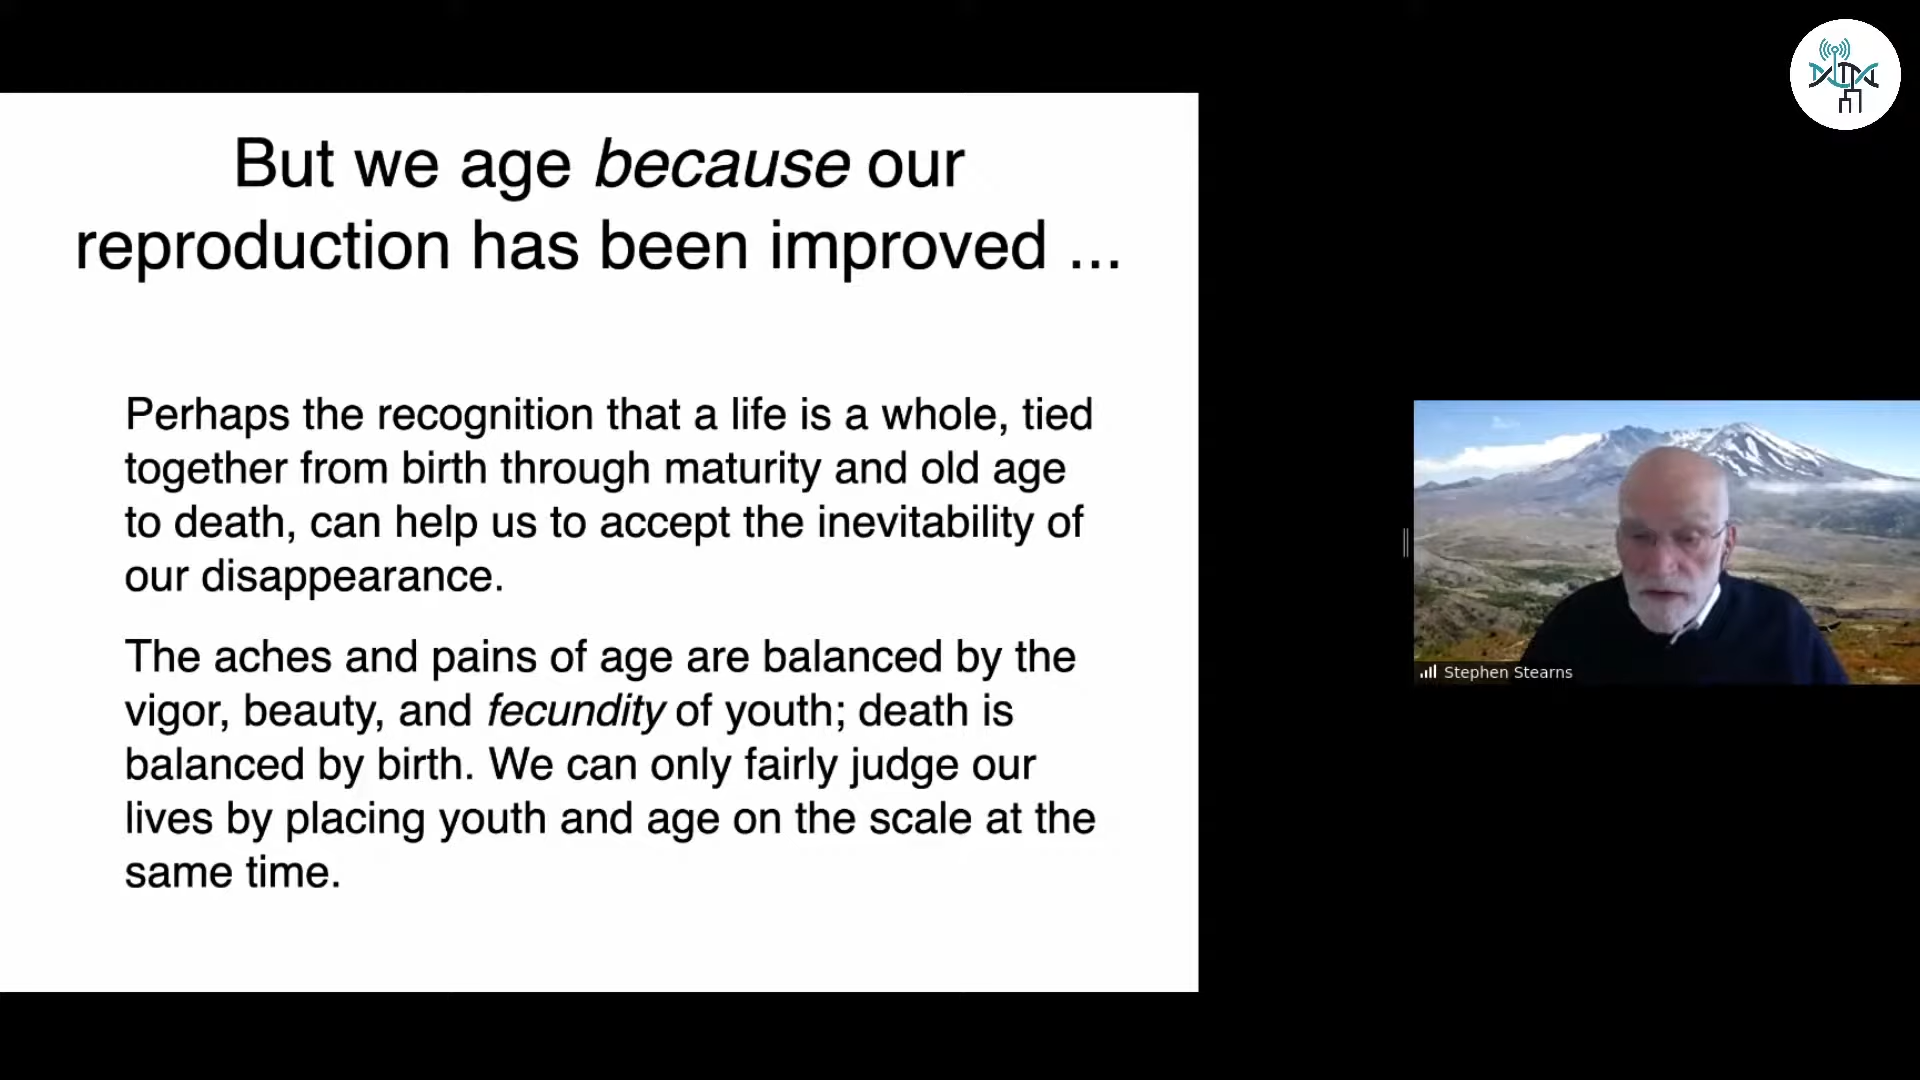 But we age because our
reproduction has been improved ...
Perhaps the recognition that a life is a whole, tied
together from birth through maturity and old age
to death, can help us to accept the inevitability of
our disappearance.
The aches and pains of age are balanced by the
vigor, beauty, and fecundity of youth; death is
balanced by birth. We can only fairly judge our
lives by placing youth and age on the scale at the
same time.
Stephen Stearns